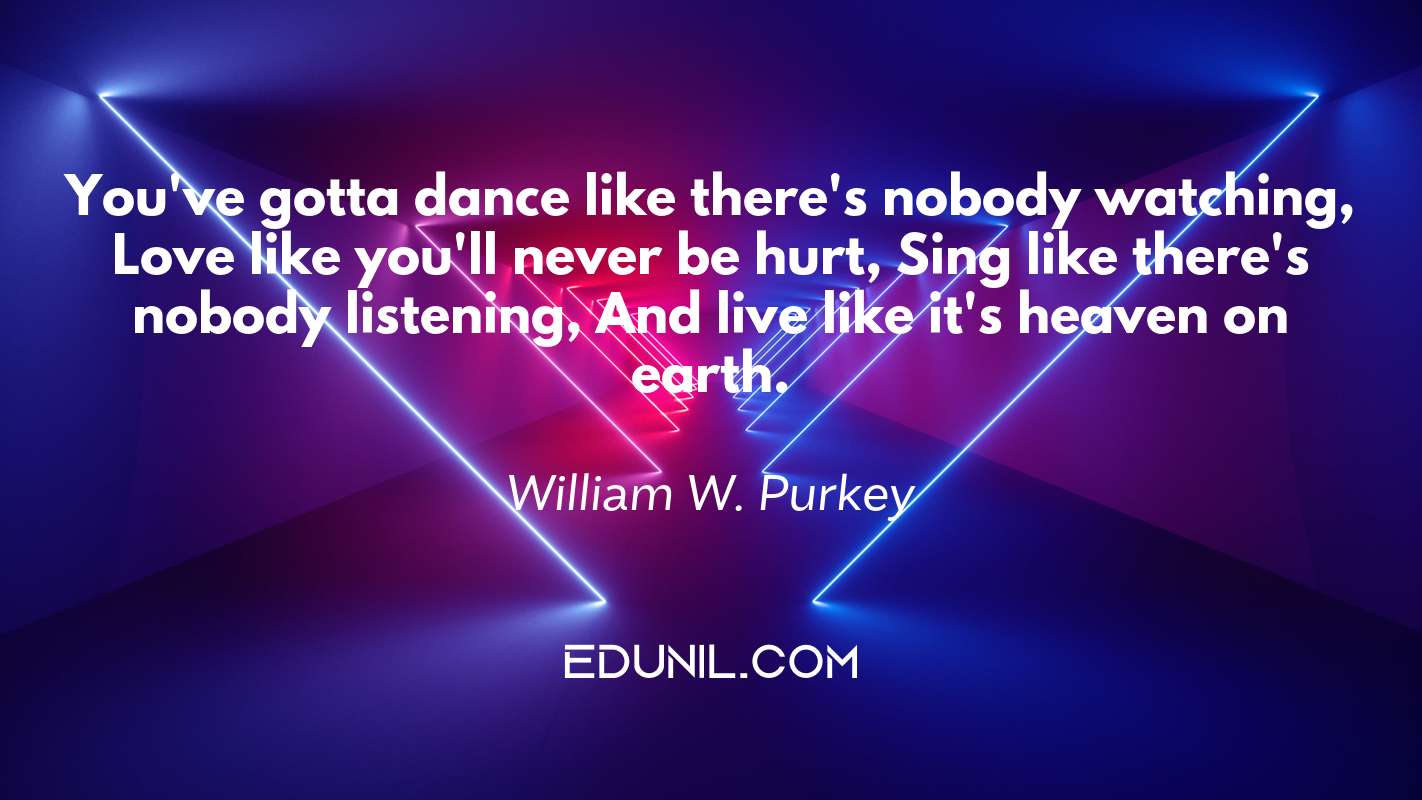 You've gotta dance like there's nobody watching,
Love like you'll never be hurt, Sing like there's
nobody listening, And live like it's heaven on
earth.
William W. Purkey
EDUNIL.COM